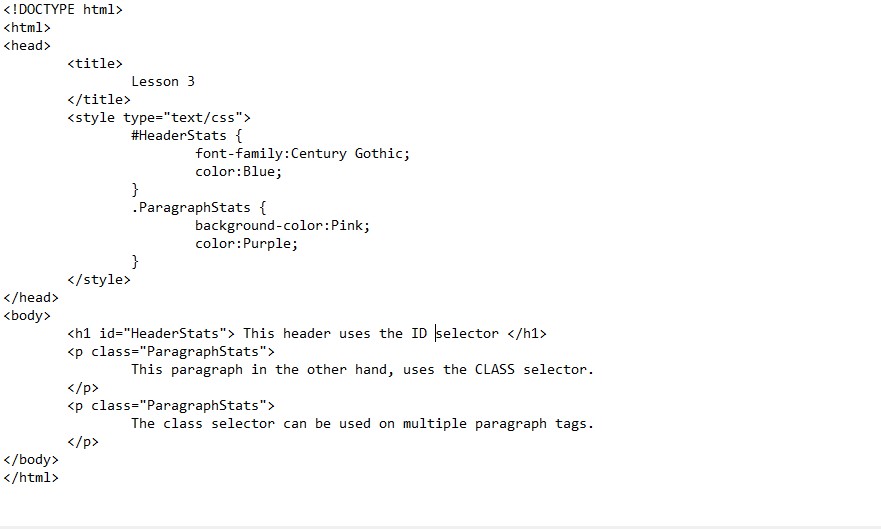 <!DOCTYPE html>
<html>
<head>
<title>
Lesson 3
</title>
<style type="text/css">
#HeaderStats {
font-family:Century Gothic;
color:Blue;
}
.ParagraphStats {
background-color:Pink;
color:Purple;
}
</style>
</head>
<body>
<h1 id="HeaderStats"> This header uses the ID selector </h1>
<p class="ParagraphStats">
This paragraph in the other hand, uses the CLASS selector.
</p>
<p class="ParagraphStats">
The class selector can be used on multiple paragraph tags.
</p>
</body>
</html>